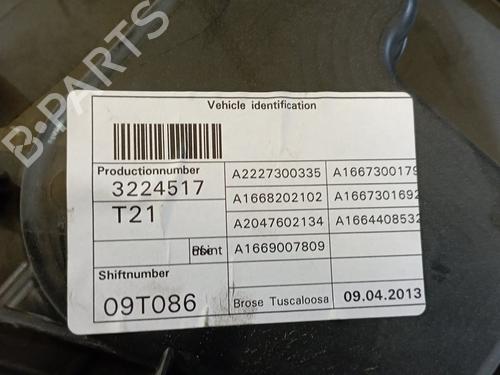 B-PARTS
Vehicle identification
Productionnumber
3224517
T21
A2227300335
A1667300179
A1668202102
A1667301692
A2047602134
A1664408532
A1669007809
Shiftnumber
09T086
Brose Tuscaloosa
09.04.2013